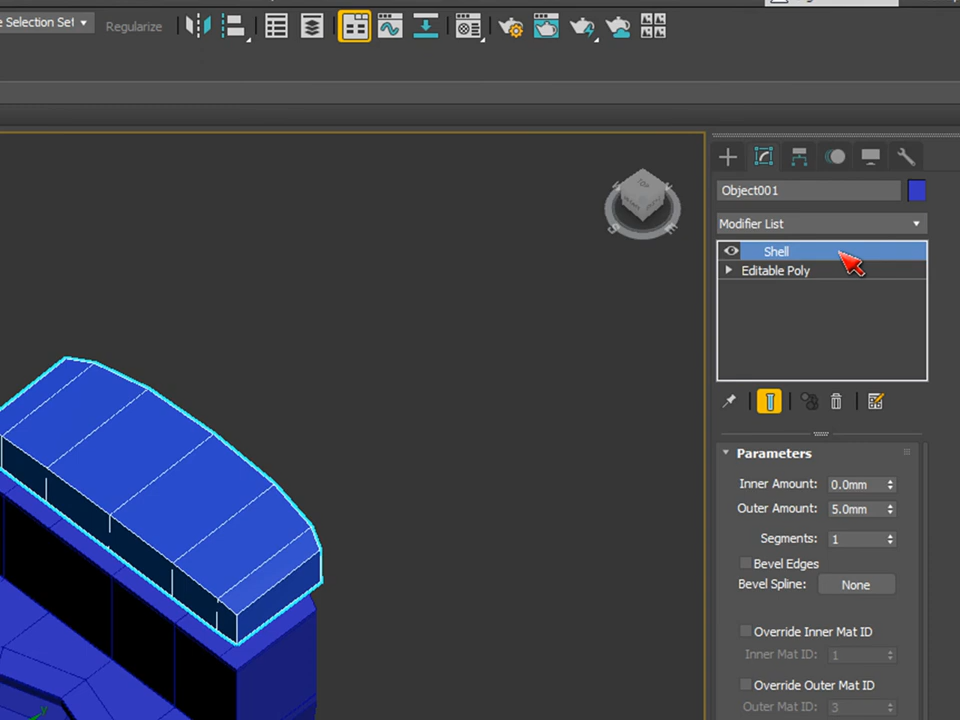 e Selection Set
Regularize
Object001
Modifier List
Shell
Editable Poly
Parameters
Inner Amount: 0.0mm
Outer Amount: 5.0mm
Segments: 1
Bevel Edges
Bevel Spline: None
Override Inner Mat ID
Inner Mat ID: 1
Override Outer Mat ID
Outer Mat ID: 3
y